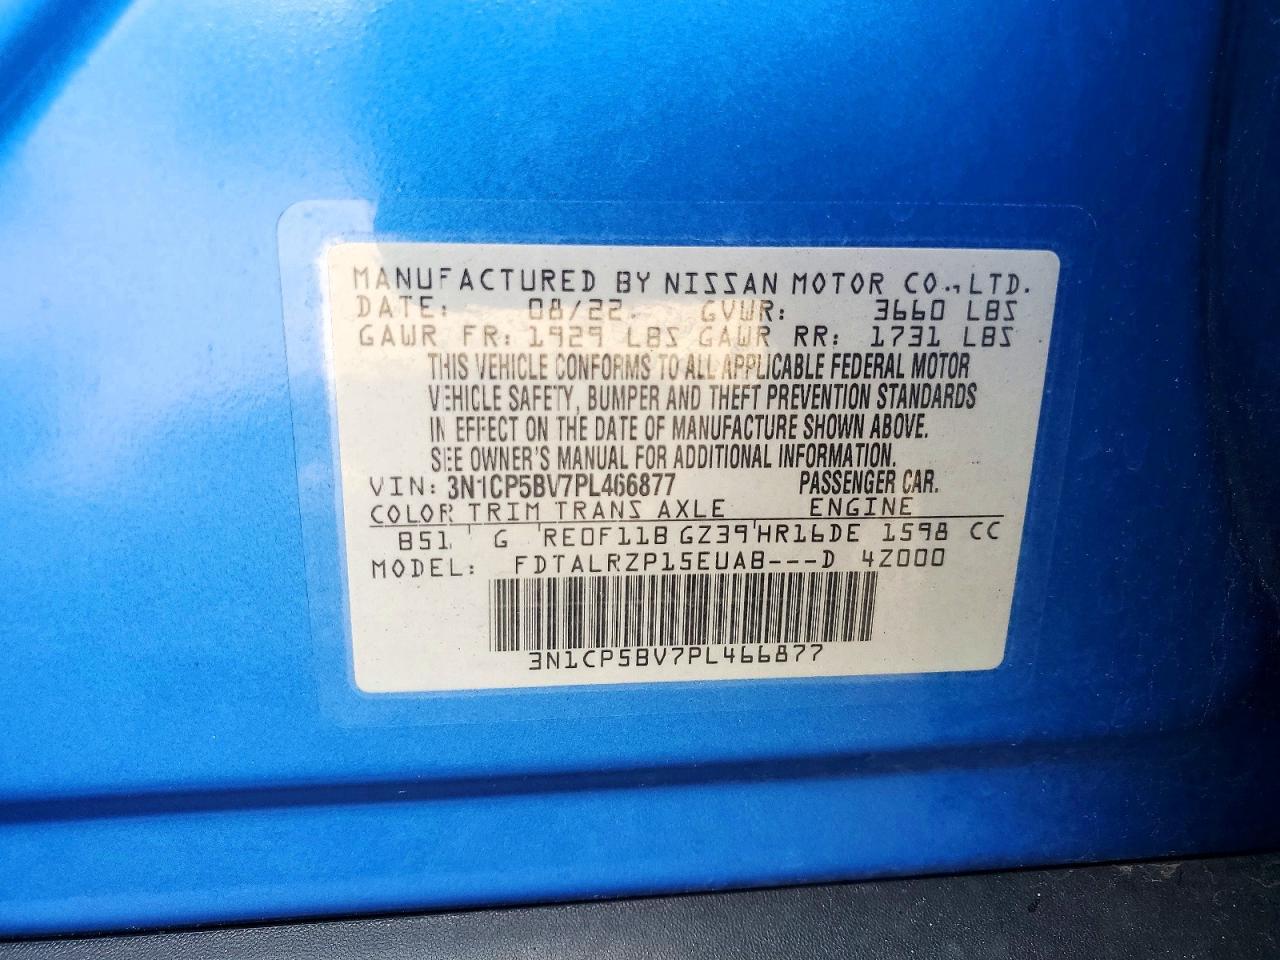 MANUFACTURED BY NISSAN MOTOR CO., LTD.
DATE: 08/22 GVWR: 3660 LBS
GAWR FR: 1929 LBS GAWR RR: 1731 LBS
THIS VEHICLE CONFORMS TO ALL APPLICABLE FEDERAL MOTOR
VEHICLE SAFETY, BUMPER AND THEFT PREVENTION STANDARDS
IN EFFECT ON THE DATE OF MANUFACTURE SHOWN ABOVE.
SEE OWNER'S MANUAL FOR ADDITIONAL INFORMATION.
VIN: 3N1CP5BV7PL466877 PASSENGER CAR.
COLOR TRIM TRANS AXLE ENGINE
B51 G RE0F11B GZ39 HR16DE 1598 CC
MODEL: FDTALRZP15EUAB---D 4Z000
3N1CP5BV7PL466877